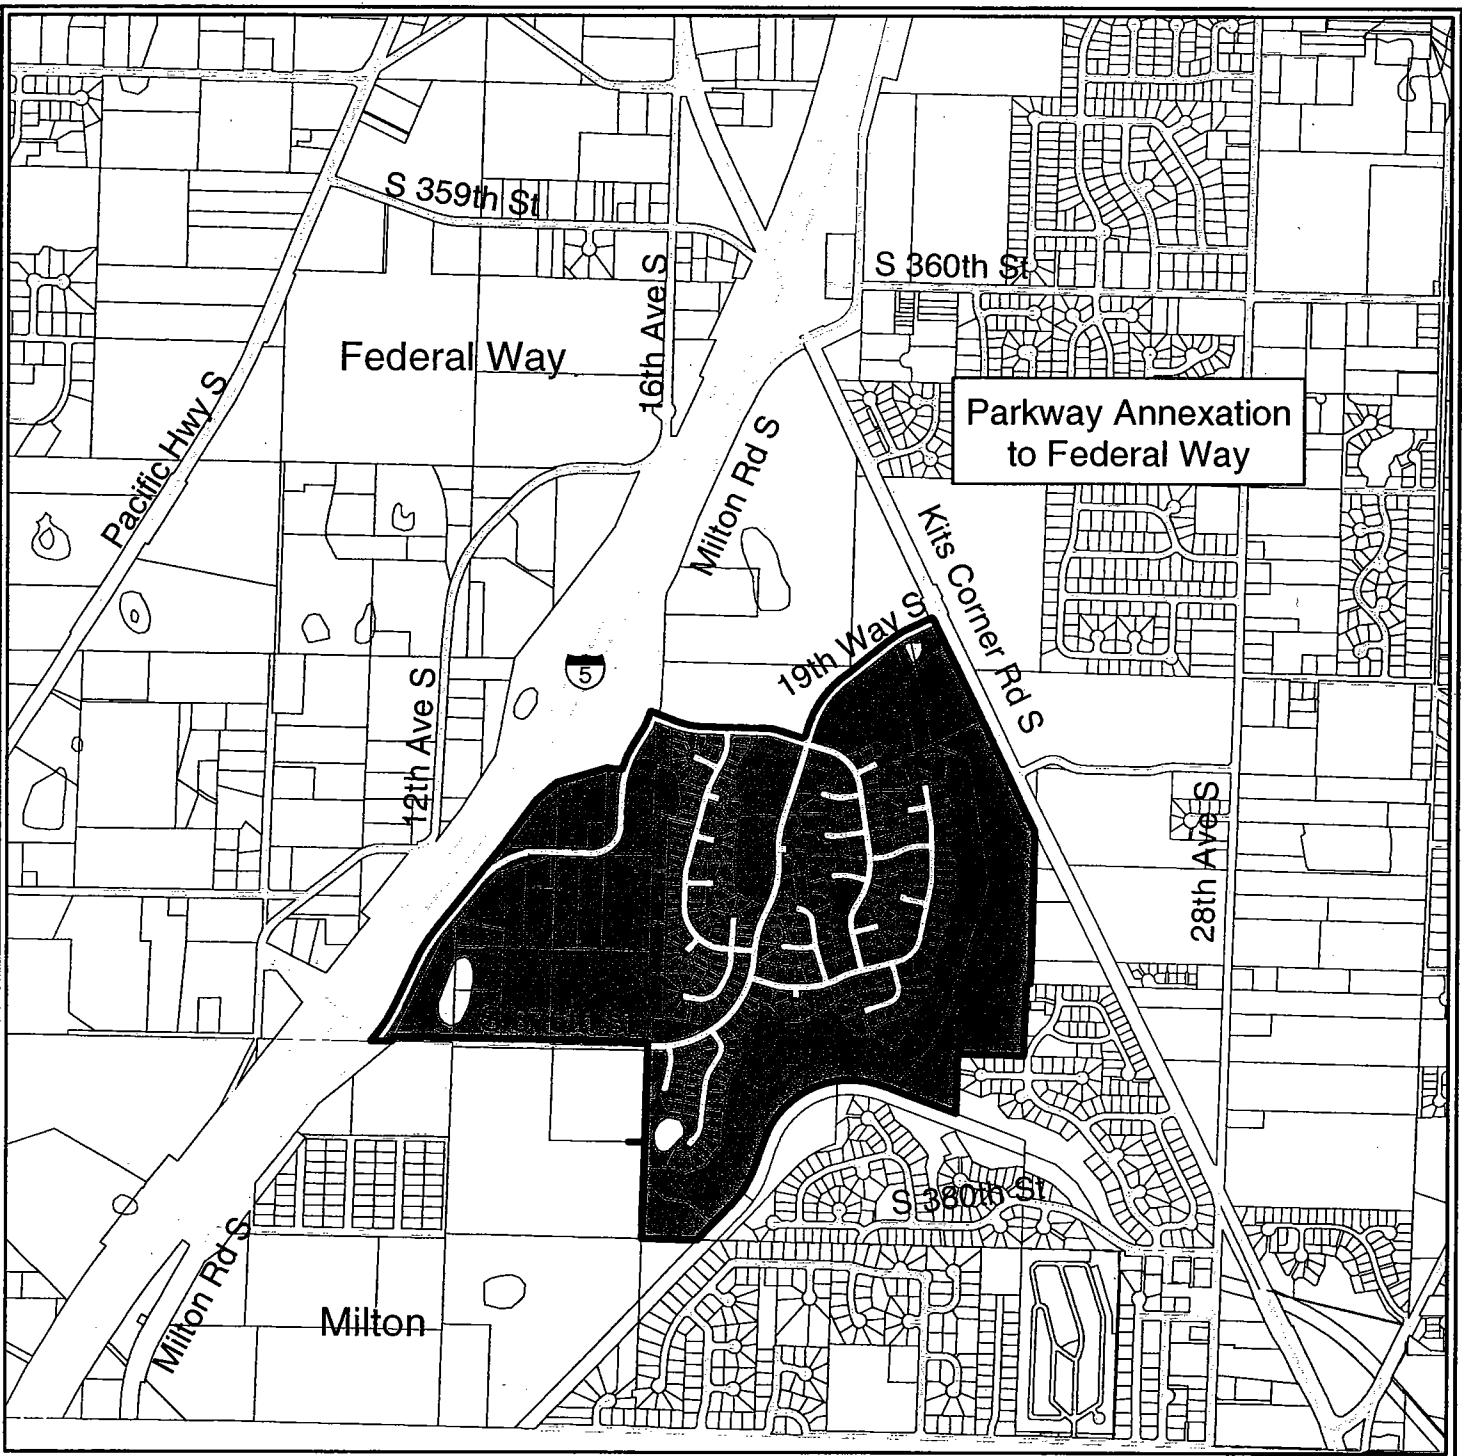 S 359th St
S 360th St
16th Ave S
Federal Way
Parkway Annexation
to Federal Way
Pacific Hwy S
Milton Rd S
Kits Corner Rd S
19th Way S
5
12th Ave S
28th Ave S
S 380th St
Milton Rd S
Milton